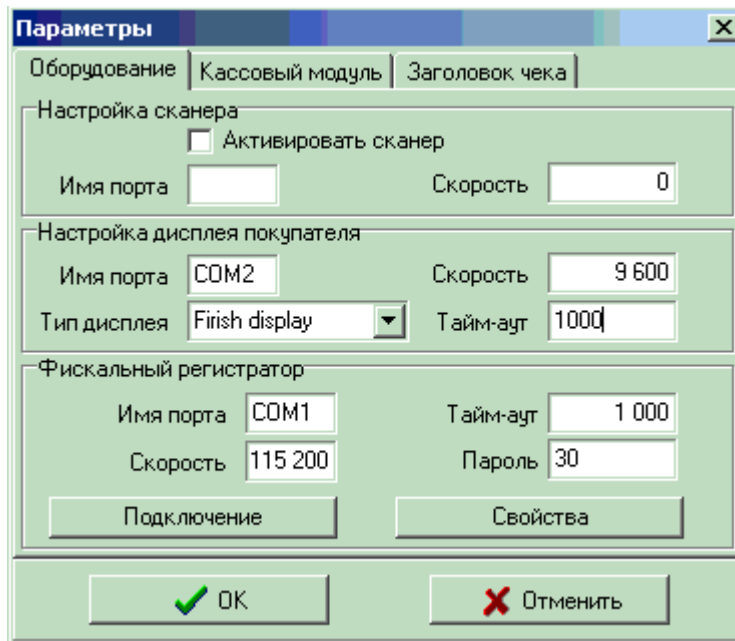 Параметры
Оборудование Кассовый модуль Заголовок чека
Настройка сканера
Активировать сканер
Имя порта Скорость 0
Настройка дисплея покупателя
Имя порта COM2 Скорость 9 600
Тип дисплея Firish display Тайм-аут 1000
Фискальный регистратор
Имя порта COM1 Тайм-аут 1 000
Скорость 115 200 Пароль 30
Подключение Свойства
OK Отменить